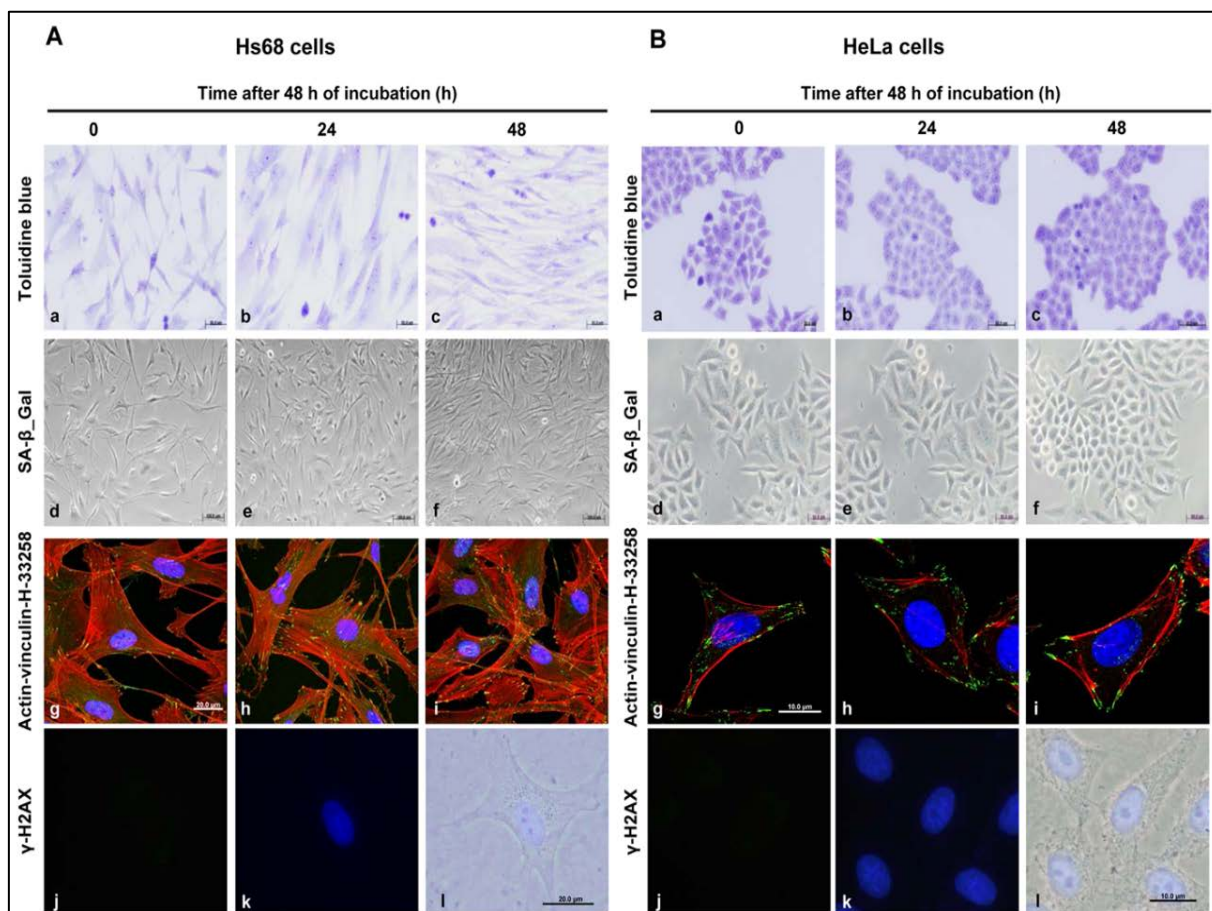 A
Hs68 cells
Time after 48 h of incubation (h)
0 24 48
Toluidine blue
a b c
SA-β_Gal
d e f
Actin-vinculin-H-33258
g 20.0 µm h i
γ-H2AX
j k l 20.0 µm
B
HeLa cells
Time after 48 h of incubation (h)
0 24 48
Toluidine blue
a b c
SA-β_Gal
d e f
Actin-vinculin-H-33258
g 10.0 µm h i
γ-H2AX
j k l 10.0 µm